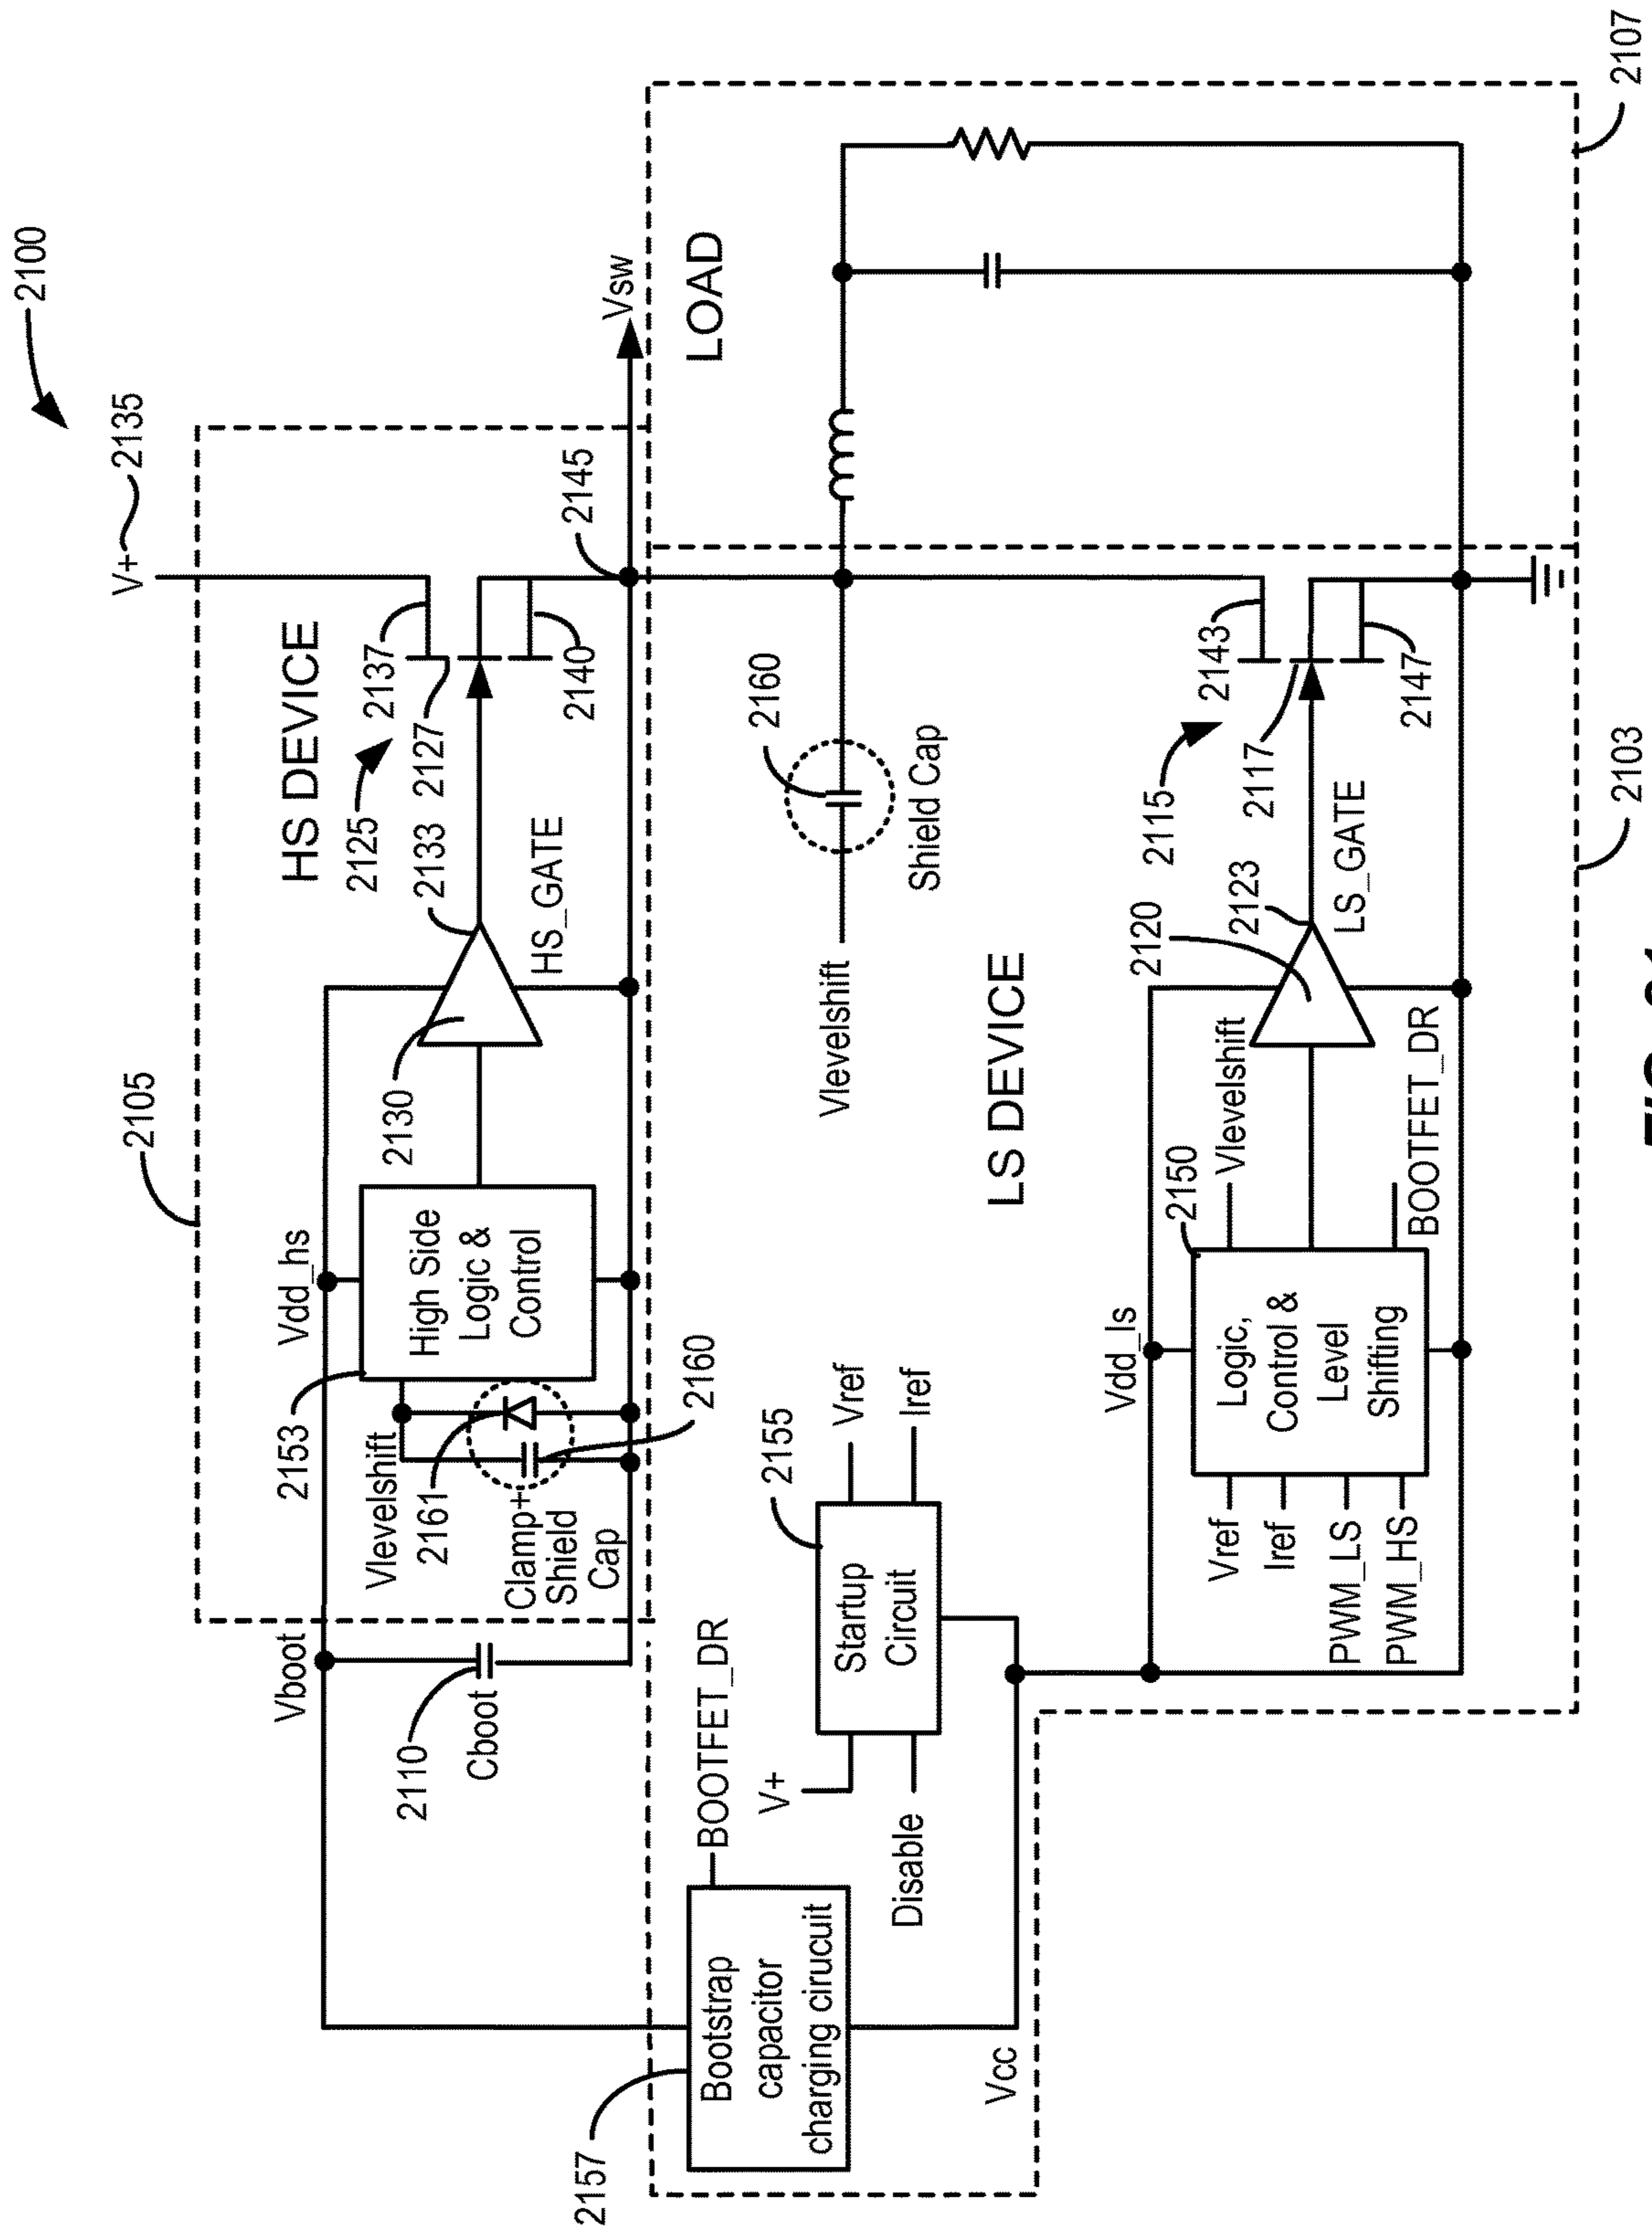 2100
V+
2135
2105
HS DEVICE
2125
2137
2127
2133
2140
2145
Vsw
HS_GATE
2130
Vdd_hs
High Side
Logic &
Control
2153
Vlevelshift
2161
Clamp+
Shield
Cap
2160
Vboot
2110
Cboot
2157
Bootstrap
capacitor
charging cirucuit
BOOTFET_DR
Vcc
V+
Disable
Startup
Circuit
2155
Vref
Iref
LS DEVICE
Vlevelshift
2160
Shield Cap
LOAD
2107
2115
2143
2117
2147
2103
2120
2123
LS_GATE
Vdd_ls
2150
Vlevelshift
BOOTFET_DR
Logic,
Control &
Level
Shifting
Vref
Iref
PWM_LS
PWM_HS